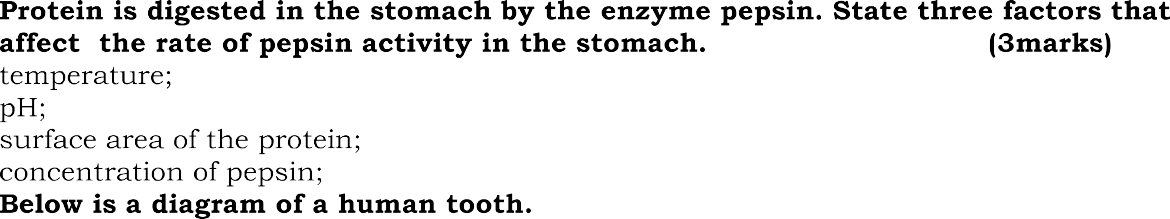 Protein is digested in the stomach by the enzyme pepsin. State three factors that
affect the rate of pepsin activity in the stomach. (3marks)
temperature;
pH;
surface area of the protein;
concentration of pepsin;
Below is a diagram of a human tooth.